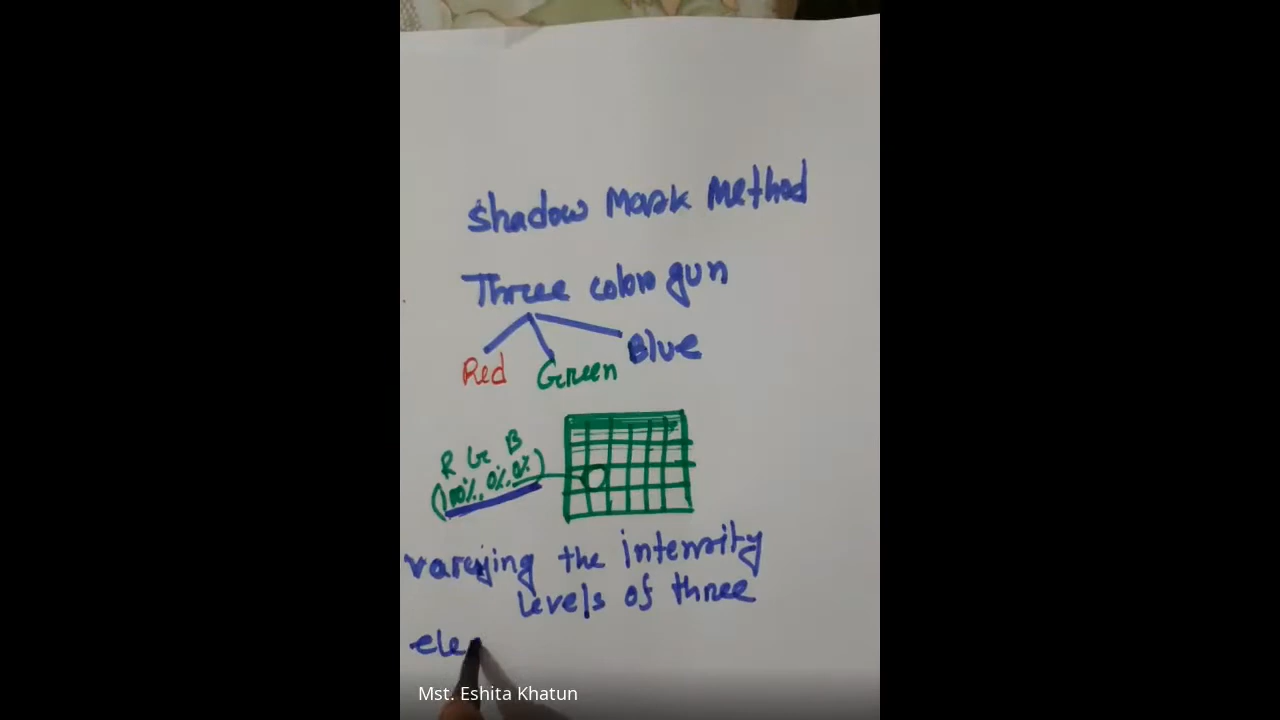 Shadow Mask Method
Three color gun
Red Green Blue
R G B
(100%, 0%, 0%)
varying the intensity
levels of three
ele
Mst. Eshita Khatun